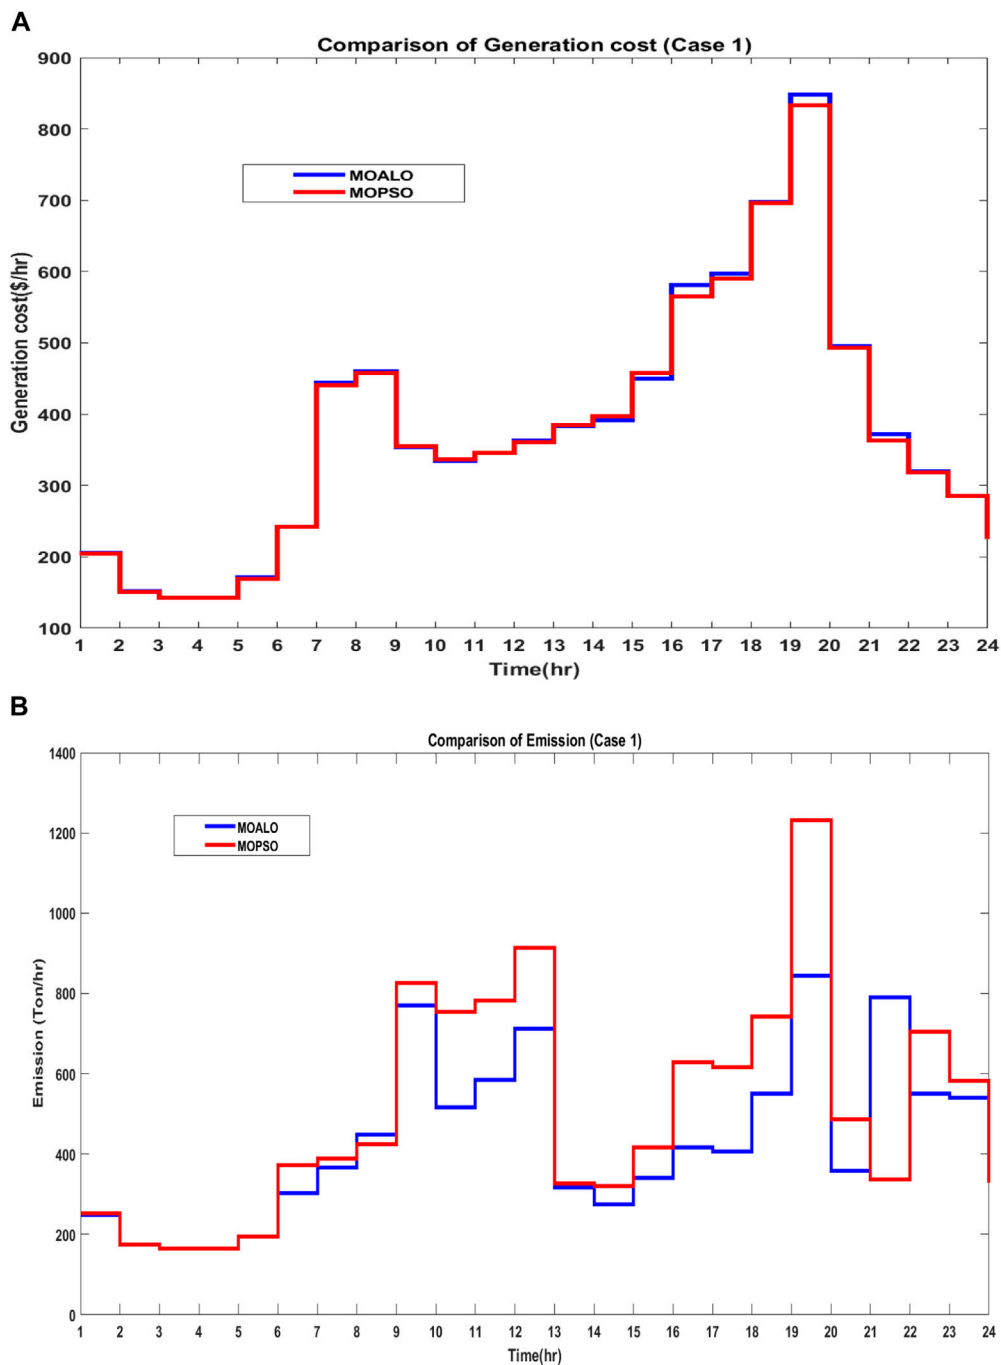 A
Comparison of Generation cost (Case 1)
900
800
700
600
500
400
300
200
100
Generation cost($/hr)
MOALO
MOPSO
1 2 3 4 5 6 7 8 9 10 11 12 13 14 15 16 17 18 19 20 21 22 23 24
Time(hr)
B
Comparison of Emission (Case 1)
1400
1200
1000
800
600
400
200
0
Emission (Ton/hr)
MOALO
MOPSO
1 2 3 4 5 6 7 8 9 10 11 12 13 14 15 16 17 18 19 20 21 22 23 24
Time(hr)